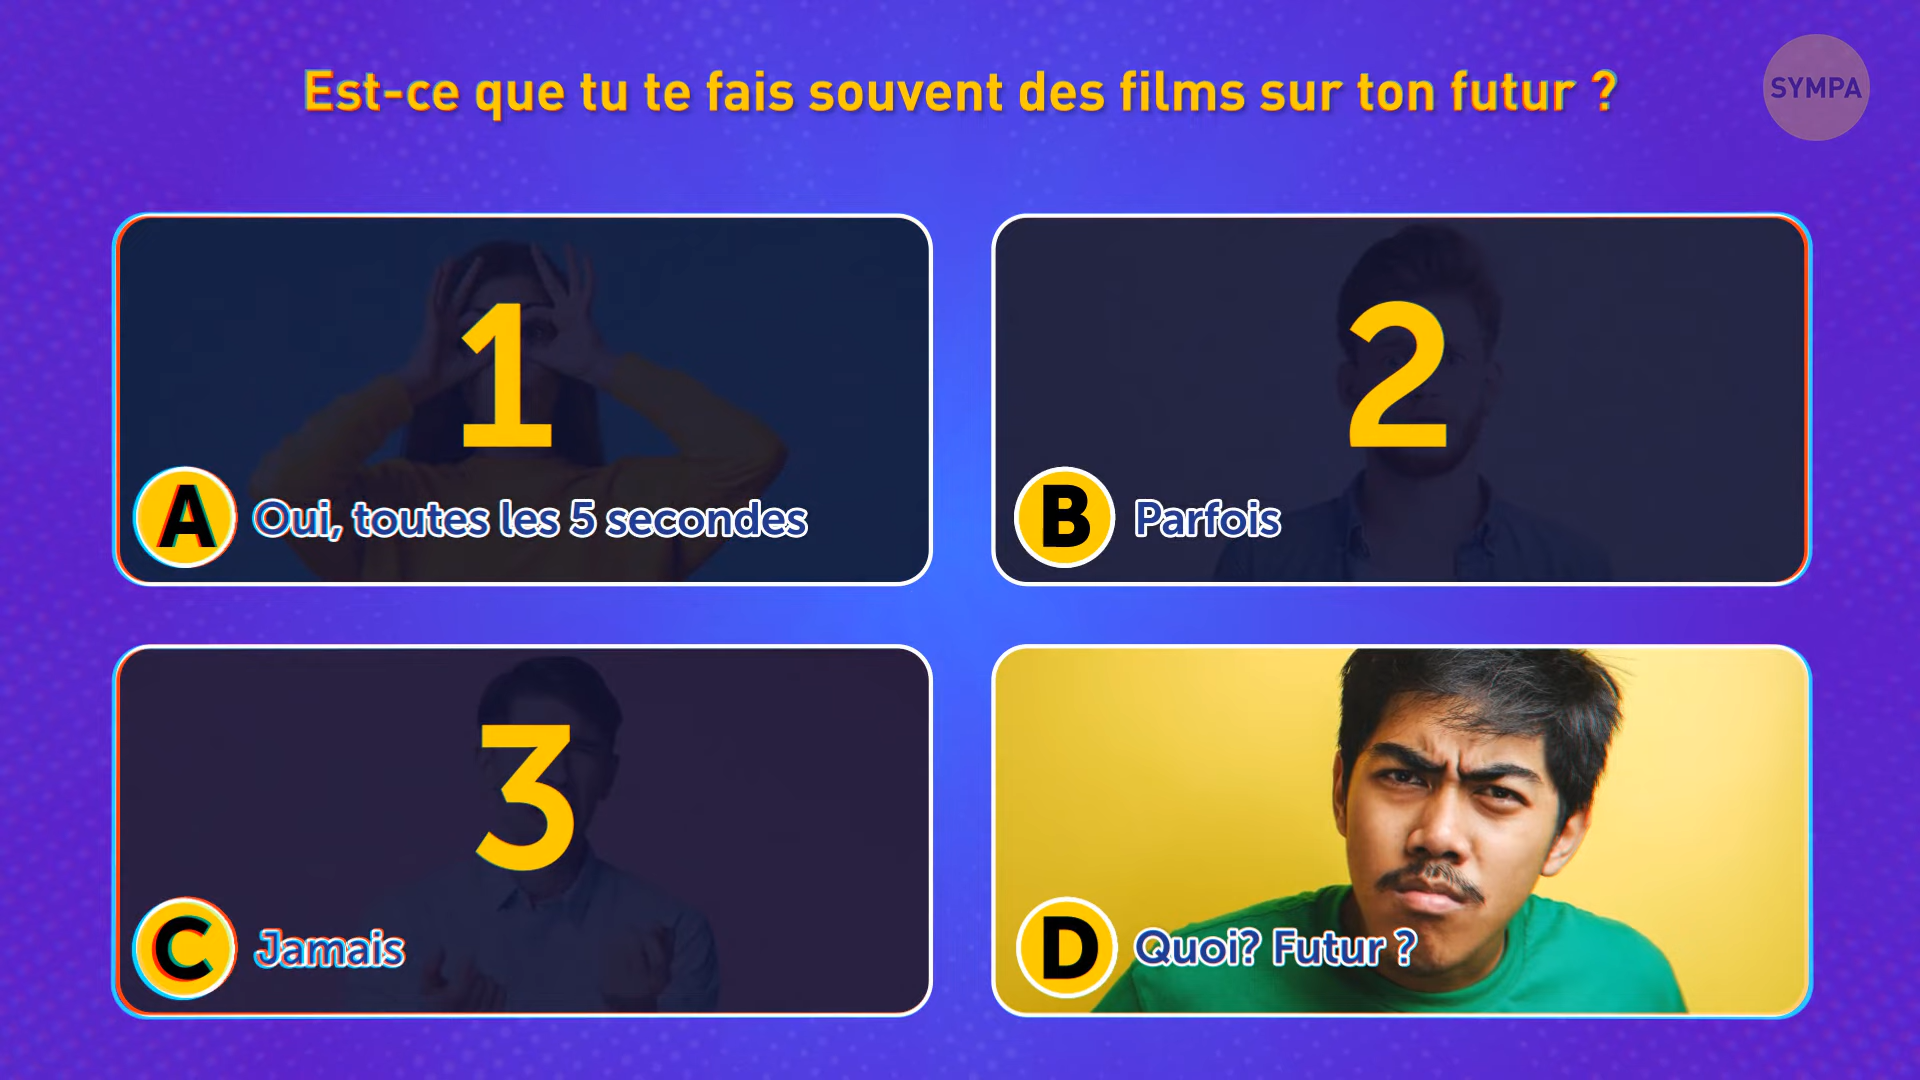 Est-ce que tu te fais souvent des films sur ton futur ?
SYMPA
1
A Oui, toutes les 5 secondes
2
B Parfois
3
C Jamais
D Quoi? Futur ?